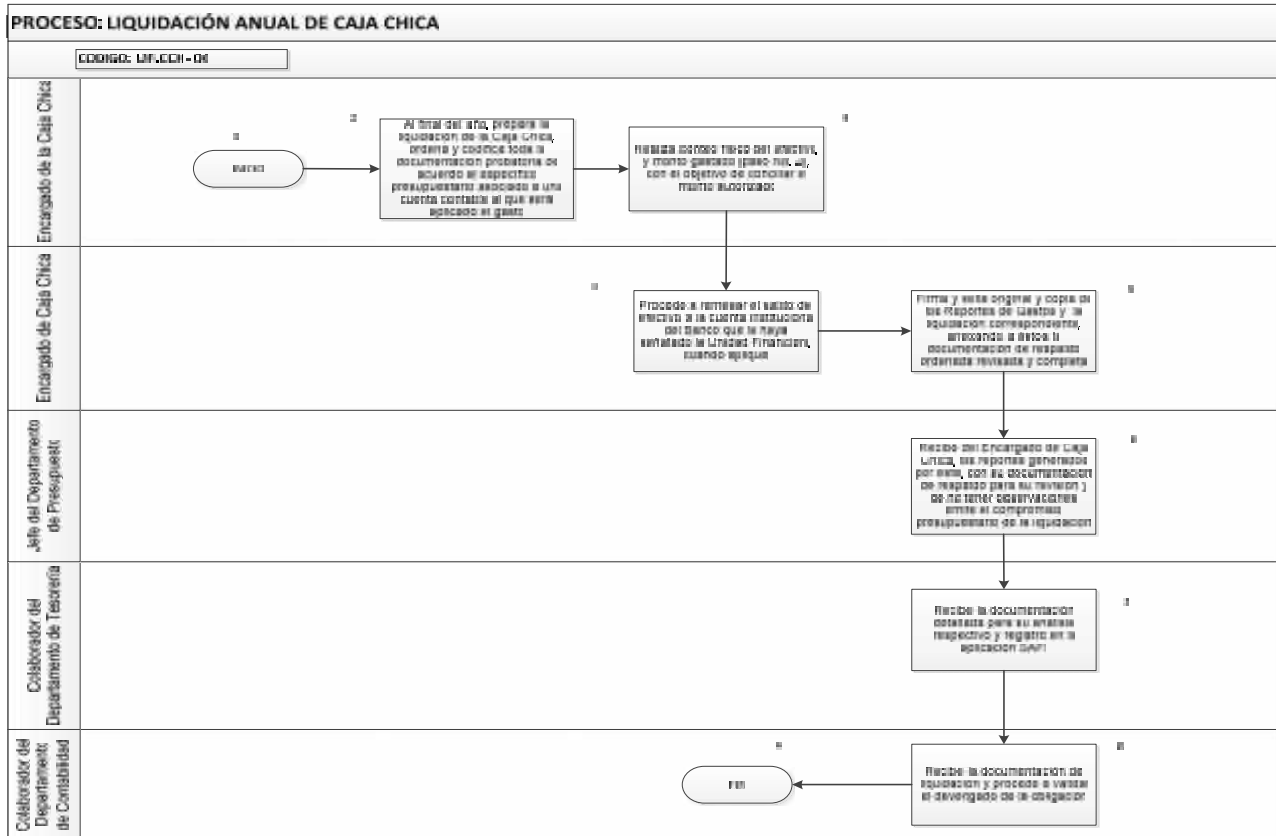 PROCESO: LIQUIDACIÓN ANUAL DE CAJA CHICA
CODIGO:
Encargado de la Caja Chica
INICIO
Al final del año, prepara la
liquidación de la Caja Chica,
ordena y codifica toda la
documentación probatoria de
acuerdo al específico
presupuestario asociado a una
cuenta contable al que será
aplicado el gasto
Realiza conteo físico del efectivo,
y monto gastado (paso No.
con el objetivo de conciliar el
monto autorizado
Encargado de Caja Chica
Procede a remesar el saldo de
efectivo a la cuenta institucional
del Banco que le haya
señalado la Unidad Financiera,
cuando aplique
Firma y sella original y copia de
los Reportes de Gastos y la
liquidación correspondiente,
anexando a éstos la
documentación de respaldo
ordenada revisada y completa
Jefe del Departamento
de Presupuesto
Recibe del Encargado de Caja
Chica, los reportes generados
por éste, con su documentación
de respaldo para su revisión y
de no tener observaciones
emite el compromiso
presupuestario de la liquidación
Colaborador del
Departamento de Tesorería
Recibe la documentación
detallada para su análisis
respectivo y registro en la
aplicación SAFI
Colaborador del
Departamento
de Contabilidad
Recibe la documentación de
liquidación y procede a validar
el devengado de la obligación
FIN